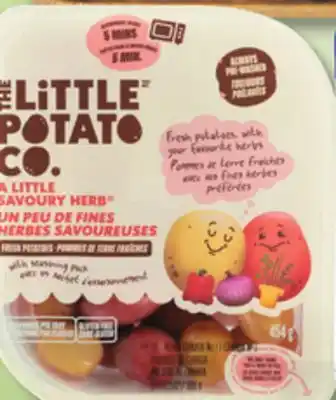 5 MINS
5 MIN.
THE
LiTTLE
POTATO
CO.
ALWAYS
PRE-WASHED
TOUJOURS
PRÉLAVÉES
Fresh potatoes, with
your favourite herbs
Pommes de terre fraîches
avec vos fines herbes
préférées
A LITTLE
SAVOURY HERB®
UN PEU DE FINES
HERBES SAVOUREUSES
FRESH POTATOES · POMMES DE TERRE FRAÎCHES
with seasoning pack
avec un sachet d'assaisonnement
GLUTEN FREE
454 g